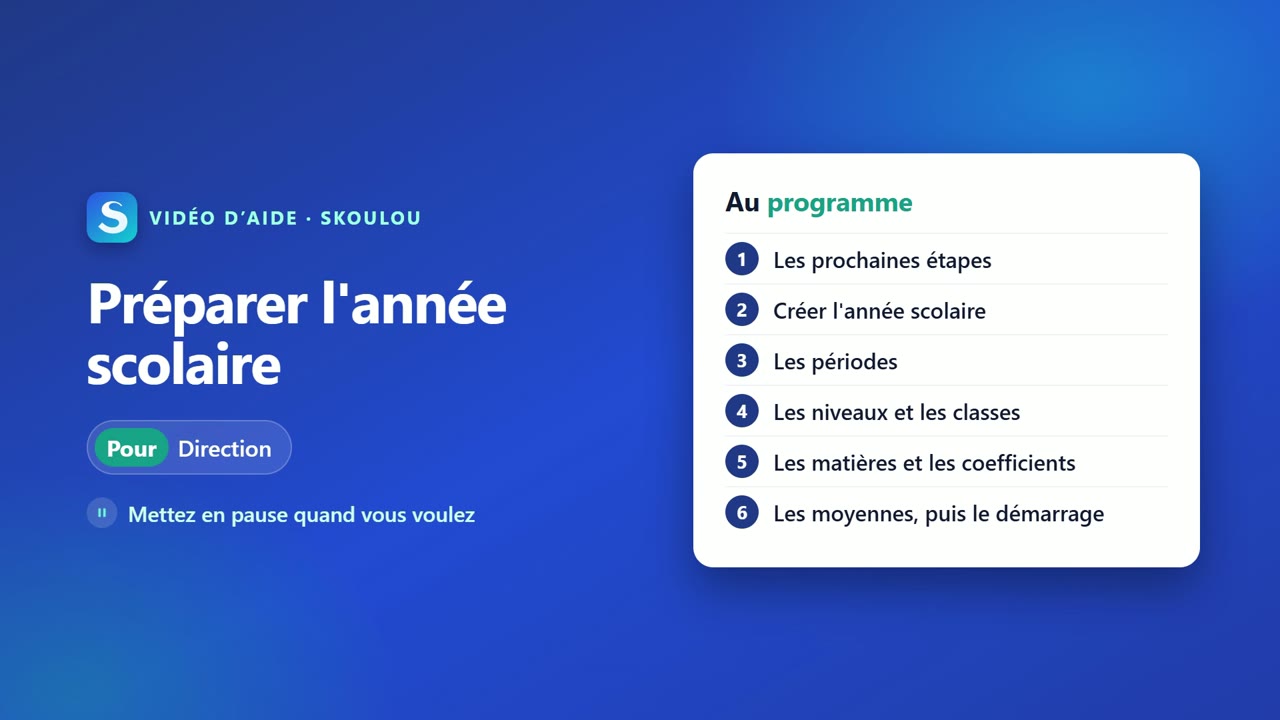 VIDÉO D’AIDE · SKOULOU
Préparer l'année
scolaire
Pour Direction
Mettez en pause quand vous voulez
Au programme
1 Les prochaines étapes
2 Créer l'année scolaire
3 Les périodes
4 Les niveaux et les classes
5 Les matières et les coefficients
6 Les moyennes, puis le démarrage